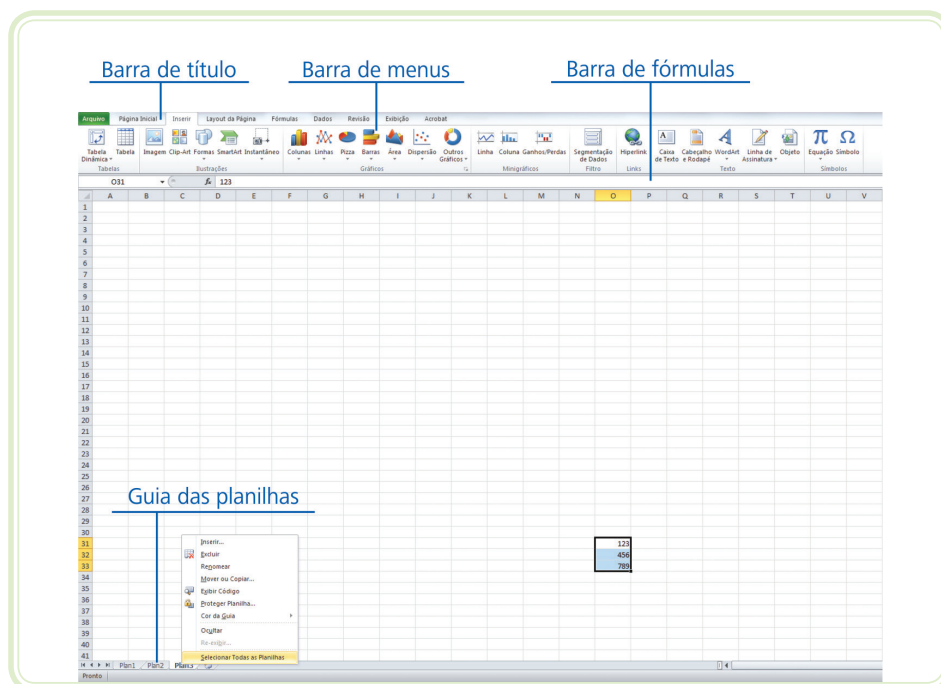 Barra de título Barra de menus Barra de fórmulas
Arquivo Página Inicial Inserir Layout da Página Fórmulas Dados Revisão Exibição Acrobat
Tabela Dinâmica Tabela Imagem Clip-Art Formas SmartArt Instantâneo Colunas Linhas Pizza Barras Área Dispersão Outros Gráficos Linha Coluna Ganhos/Perdas Segmentação de Dados Hiperlink Caixa de Texto Cabeçalho e Rodapé WordArt Linha de Assinatura Objeto Equação Símbolo
Tabelas Ilustrações Gráficos Minigráficos Filtro Links Texto Símbolos
O31 fx 123
A B C D E F G H I J K L M N O P Q R S T U V
1
2
3
4
5
6
7
8
9
10
11
12
13
14
15
16
17
18
19
20
21
22
23
24
25
26
27 Guia das planilhas
28
29
30
31 Inserir... 123
32 Excluir 456
33 Renomear 789
34 Mover ou Copiar...
35 Exibir Código
36 Proteger Planilha...
37 Cor da Guia
38
39 Ocultar
40 Re-exibir...
41 Selecionar Todas as Planilhas
Plan1 Plan2 Plan3
Pronto